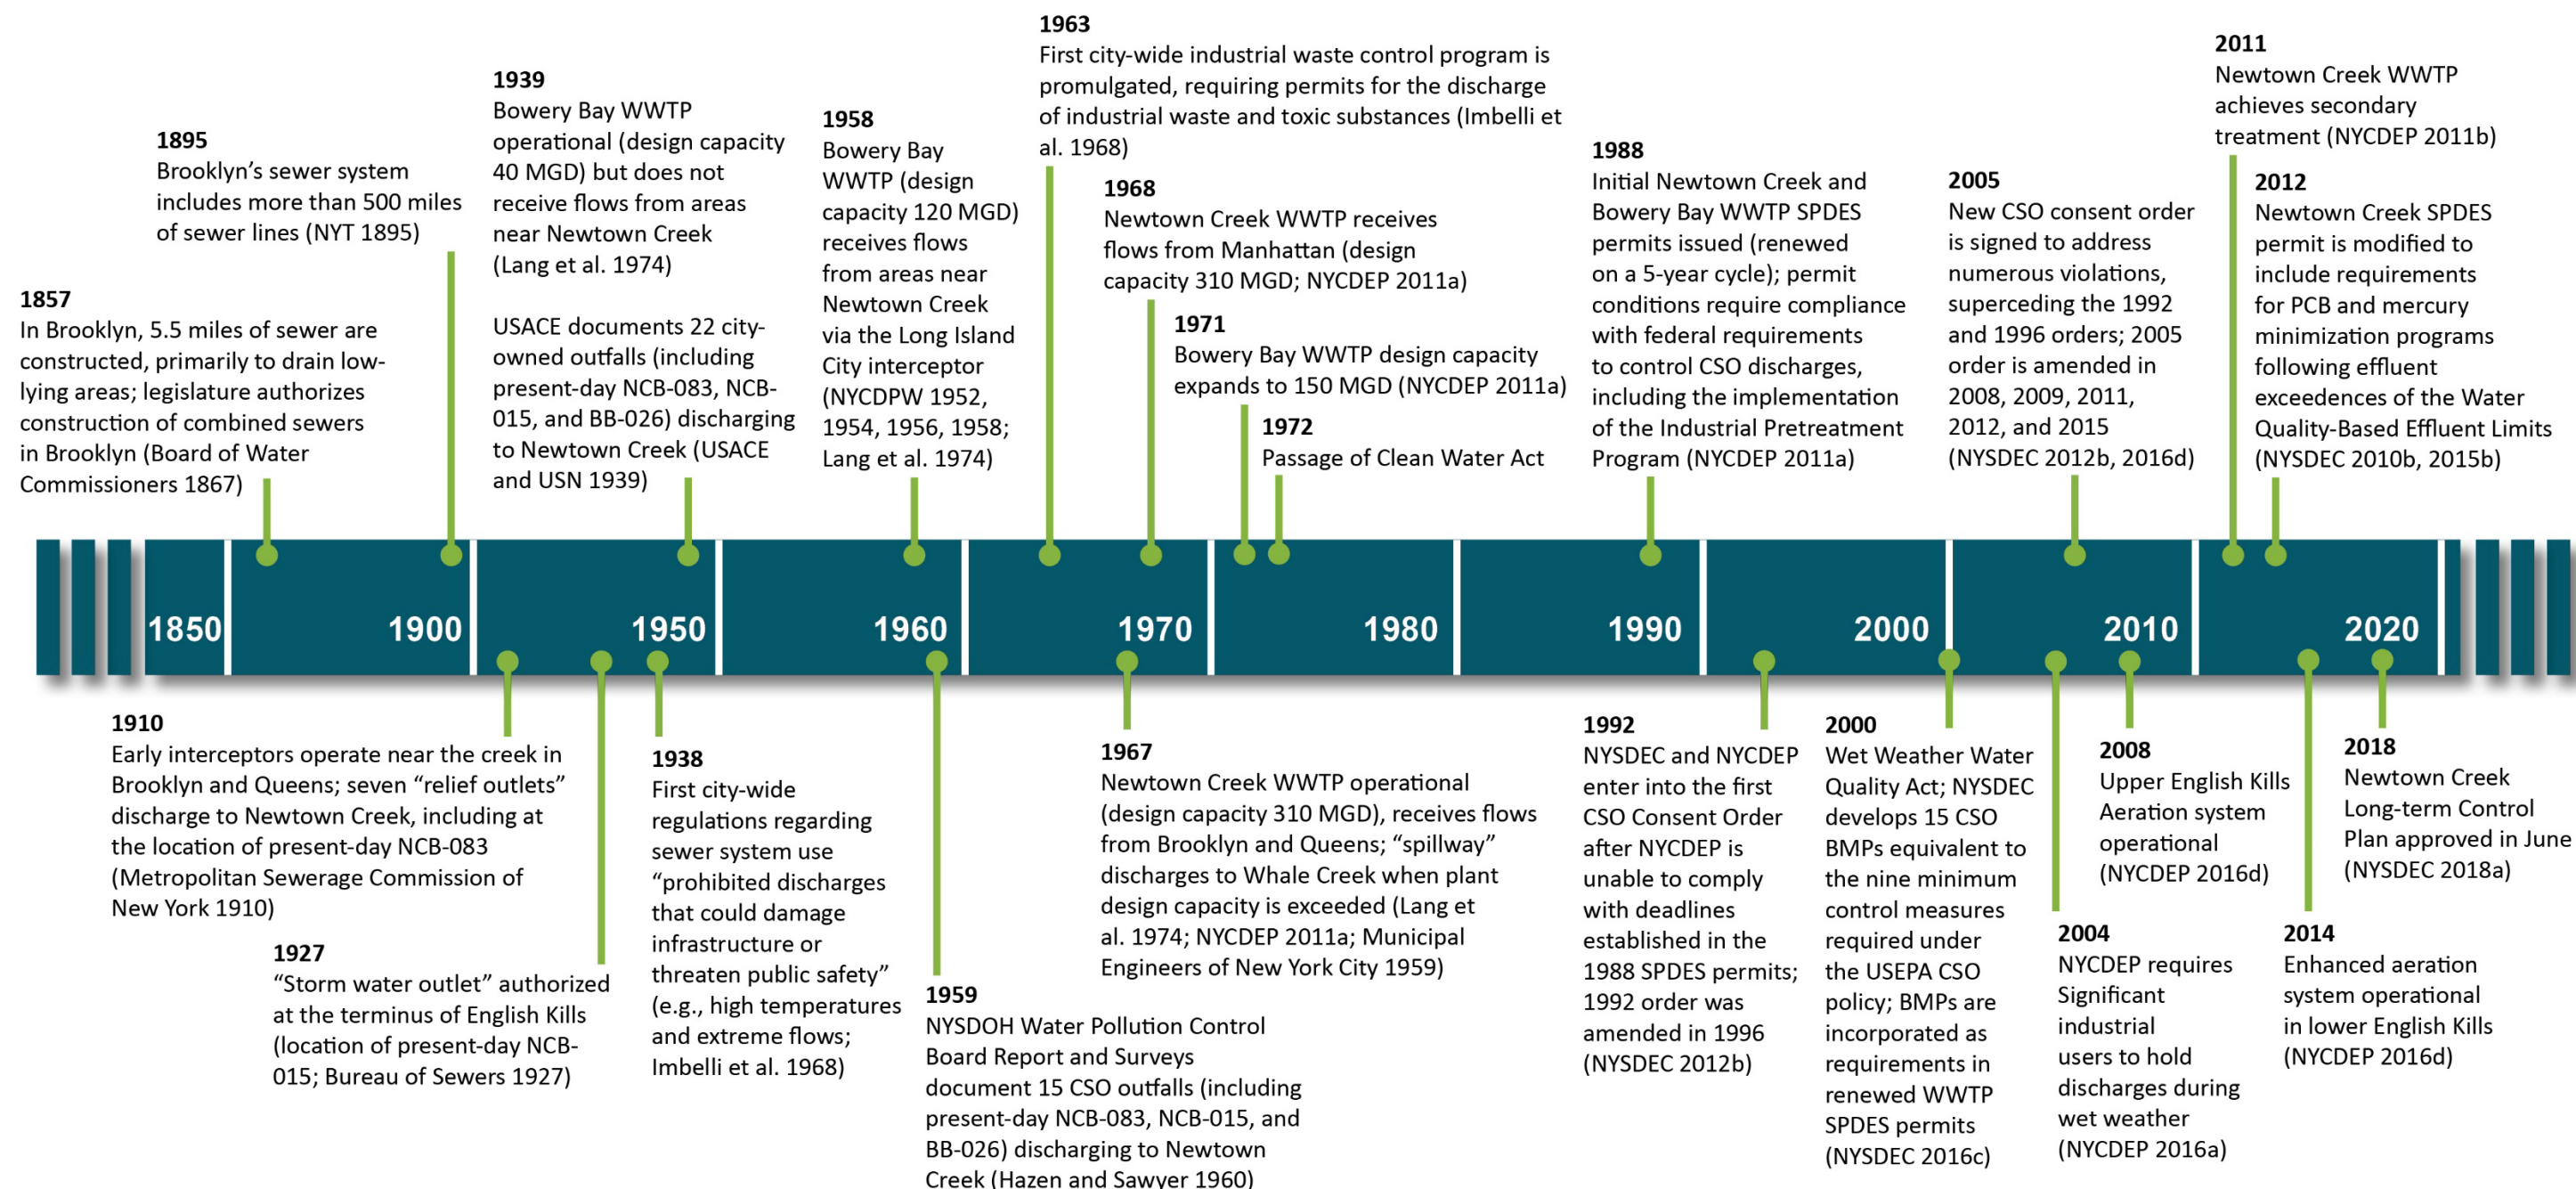 1857
In Brooklyn, 5.5 miles of sewer are
constructed, primarily to drain low-
lying areas; legislature authorizes
construction of combined sewers
in Brooklyn (Board of Water
Commissioners 1867)
1895
Brooklyn’s sewer system
includes more than 500 miles
of sewer lines (NYT 1895)
1939
Bowery Bay WWTP
operational (design capacity
40 MGD) but does not
receive flows from areas
near Newtown Creek
(Lang et al. 1974)
USACE documents 22 city-
owned outfalls (including
present-day NCB-083, NCB-
015, and BB-026) discharging
to Newtown Creek (USACE
and USN 1939)
1958
Bowery Bay
WWTP (design
capacity 120 MGD)
receives flows
from areas near
Newtown Creek
via the Long Island
City interceptor
(NYCDPW 1952,
1954, 1956, 1958;
Lang et al. 1974)
1963
First city-wide industrial waste control program is
promulgated, requiring permits for the discharge
of industrial waste and toxic substances (Imbelli et
al. 1968)
1968
Newtown Creek WWTP receives
flows from Manhattan (design
capacity 310 MGD; NYCDEP 2011a)
1971
Bowery Bay WWTP design capacity
expands to 150 MGD (NYCDEP 2011a)
1972
Passage of Clean Water Act
1988
Initial Newtown Creek and
Bowery Bay WWTP SPDES
permits issued (renewed
on a 5-year cycle); permit
conditions require compliance
with federal requirements
to control CSO discharges,
including the implementation
of the Industrial Pretreatment
Program (NYCDEP 2011a)
2005
New CSO consent order
is signed to address
numerous violations,
superceding the 1992
and 1996 orders; 2005
order is amended in
2008, 2009, 2011,
2012, and 2015
(NYSDEC 2012b, 2016d)
2011
Newtown Creek WWTP
achieves secondary
treatment (NYCDEP 2011b)
2012
Newtown Creek SPDES
permit is modified to
include requirements
for PCB and mercury
minimization programs
following effluent
exceedences of the Water
Quality-Based Effluent Limits
(NYSDEC 2010b, 2015b)
1850
1900
1950
1960
1970
1980
1990
2000
2010
2020
1910
Early interceptors operate near the creek in
Brooklyn and Queens; seven “relief outlets”
discharge to Newtown Creek, including at
the location of present-day NCB-083
(Metropolitan Sewerage Commission of
New York 1910)
1927
“Storm water outlet” authorized
at the terminus of English Kills
(location of present-day NCB-
015; Bureau of Sewers 1927)
1938
First city-wide
regulations regarding
sewer system use
“prohibited discharges
that could damage
infrastructure or
threaten public safety”
(e.g., high temperatures
and extreme flows;
Imbelli et al. 1968)
1959
NYSDOH Water Pollution Control
Board Report and Surveys
document 15 CSO outfalls (including
present-day NCB-083, NCB-015, and
BB-026) discharging to Newtown
Creek (Hazen and Sawyer 1960)
1967
Newtown Creek WWTP operational
(design capacity 310 MGD), receives flows
from Brooklyn and Queens; “spillway”
discharges to Whale Creek when plant
design capacity is exceeded (Lang et
al. 1974; NYCDEP 2011a; Municipal
Engineers of New York City 1959)
1992
NYSDEC and NYCDEP
enter into the first
CSO Consent Order
after NYCDEP is
unable to comply
with deadlines
established in the
1988 SPDES permits;
1992 order was
amended in 1996
(NYSDEC 2012b)
2000
Wet Weather Water
Quality Act; NYSDEC
develops 15 CSO
BMPs equivalent to
the nine minimum
control measures
required under
the USEPA CSO
policy; BMPs are
incorporated as
requirements in
renewed WWTP
SPDES permits
(NYSDEC 2016c)
2004
NYCDEP requires
Significant
industrial
users to hold
discharges during
wet weather
(NYCDEP 2016a)
2008
Upper English Kills
Aeration system
operational
(NYCDEP 2016d)
2014
Enhanced aeration
system operational
in lower English Kills
(NYCDEP 2016d)
2018
Newtown Creek
Long-term Control
Plan approved in June
(NYSDEC 2018a)